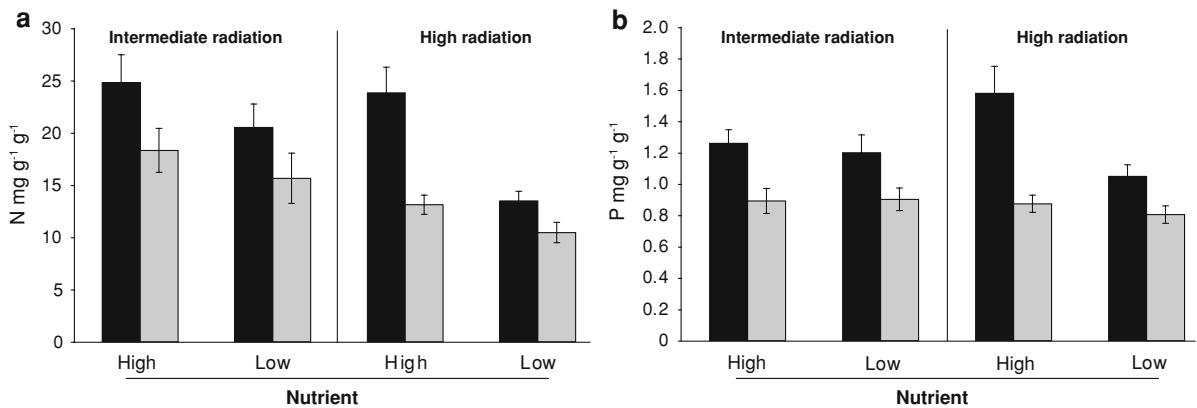 a
30
25
20
15
10
5
0
N mg g-1 g-1
Intermediate radiation
High radiation
High Low High Low
Nutrient
b
2.0
1.8
1.6
1.4
1.2
1.0
0.8
0.6
0.4
0.2
0
P mg g-1 g-1
Intermediate radiation
High radiation
High Low High Low
Nutrient